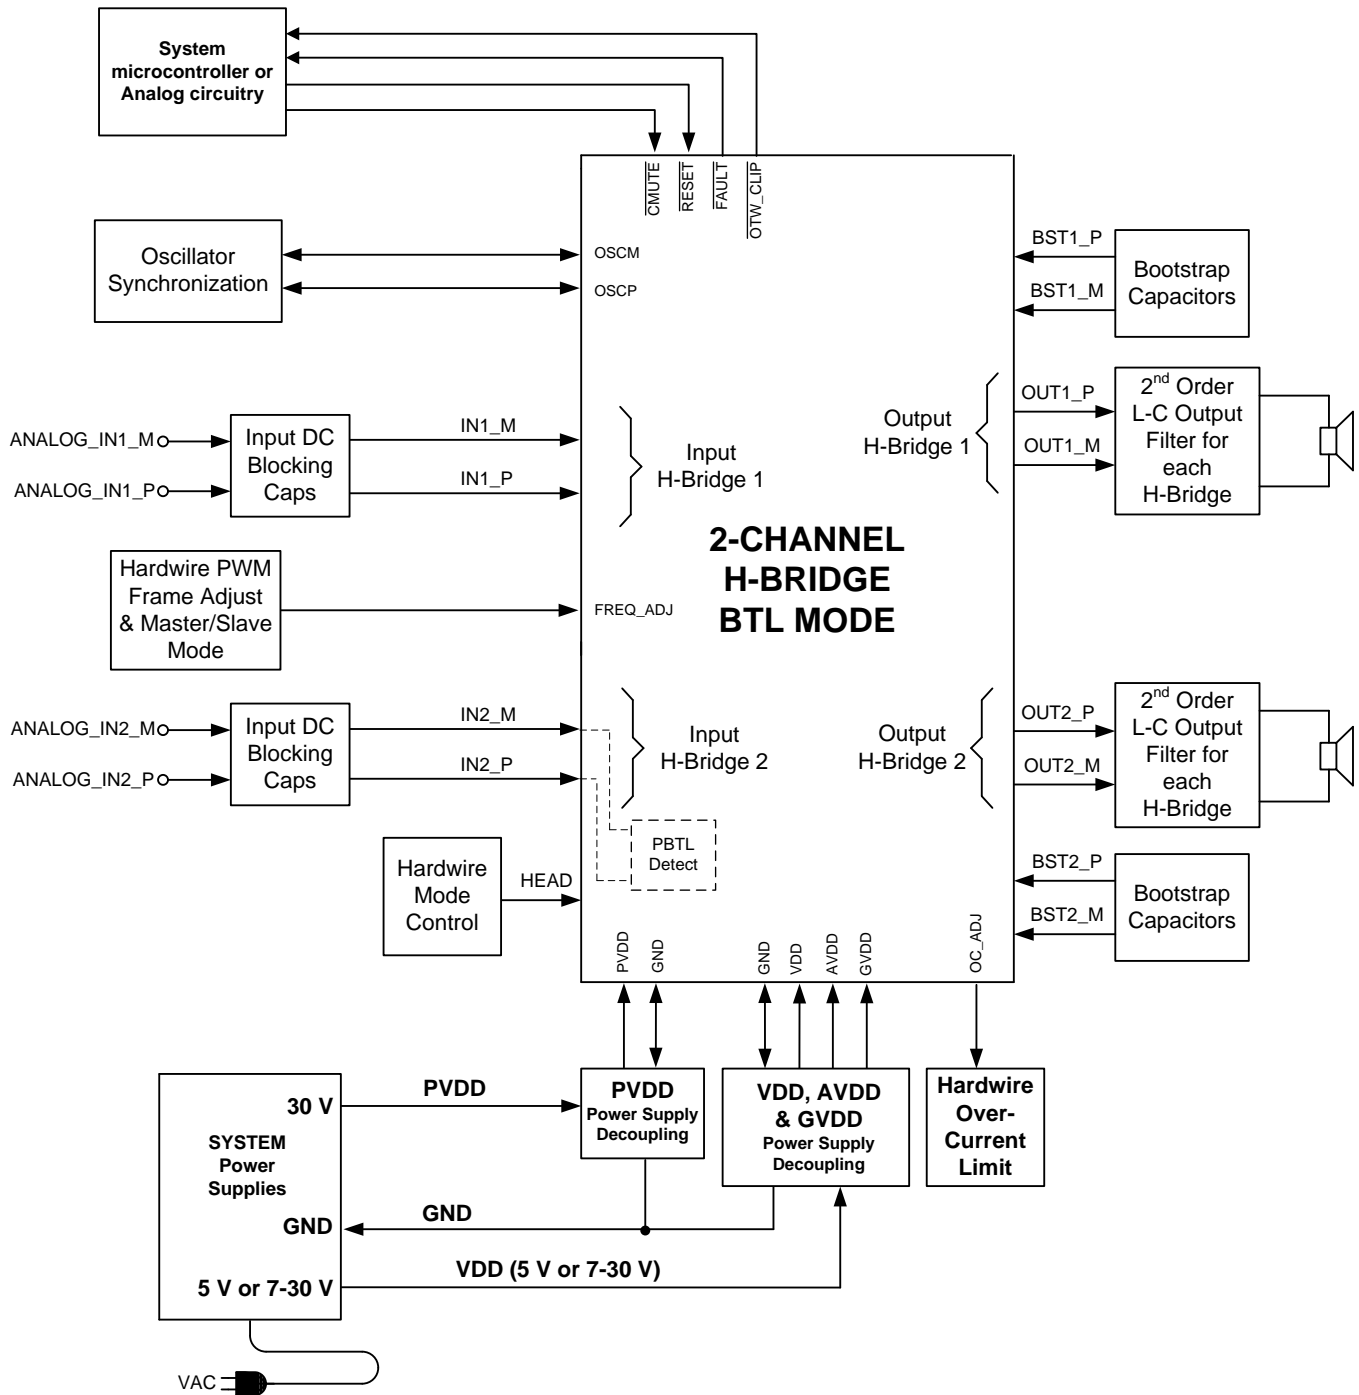 System
microcontroller or
Analog circuitry
CMUTE
RESET
FAULT
OTW_CLIP
Oscillator
Synchronization
OSCM
OSCP
BST1_P
BST1_M
Bootstrap
Capacitors
ANALOG_IN1_M
ANALOG_IN1_P
Input DC
Blocking
Caps
IN1_M
IN1_P
Input
H-Bridge 1
Output
H-Bridge 1
OUT1_P
OUT1_M
2nd Order
L-C Output
Filter for
each
H-Bridge
2-CHANNEL
H-BRIDGE
BTL MODE
Hardwire PWM
Frame Adjust
& Master/Slave
Mode
FREQ_ADJ
ANALOG_IN2_M
ANALOG_IN2_P
Input DC
Blocking
Caps
IN2_M
IN2_P
Input
H-Bridge 2
Output
H-Bridge 2
OUT2_P
OUT2_M
2nd Order
L-C Output
Filter for
each
H-Bridge
PBTL
Detect
Hardwire
Mode
Control
HEAD
BST2_P
BST2_M
Bootstrap
Capacitors
PVDD
GND
GND
VDD
AVDD
GVDD
OC_ADJ
30 V
SYSTEM
Power
Supplies
GND
5 V or 7-30 V
PVDD
PVDD
Power Supply
Decoupling
VDD, AVDD
& GVDD
Power Supply
Decoupling
Hardwire
Over-
Current
Limit
GND
VDD (5 V or 7-30 V)
VAC